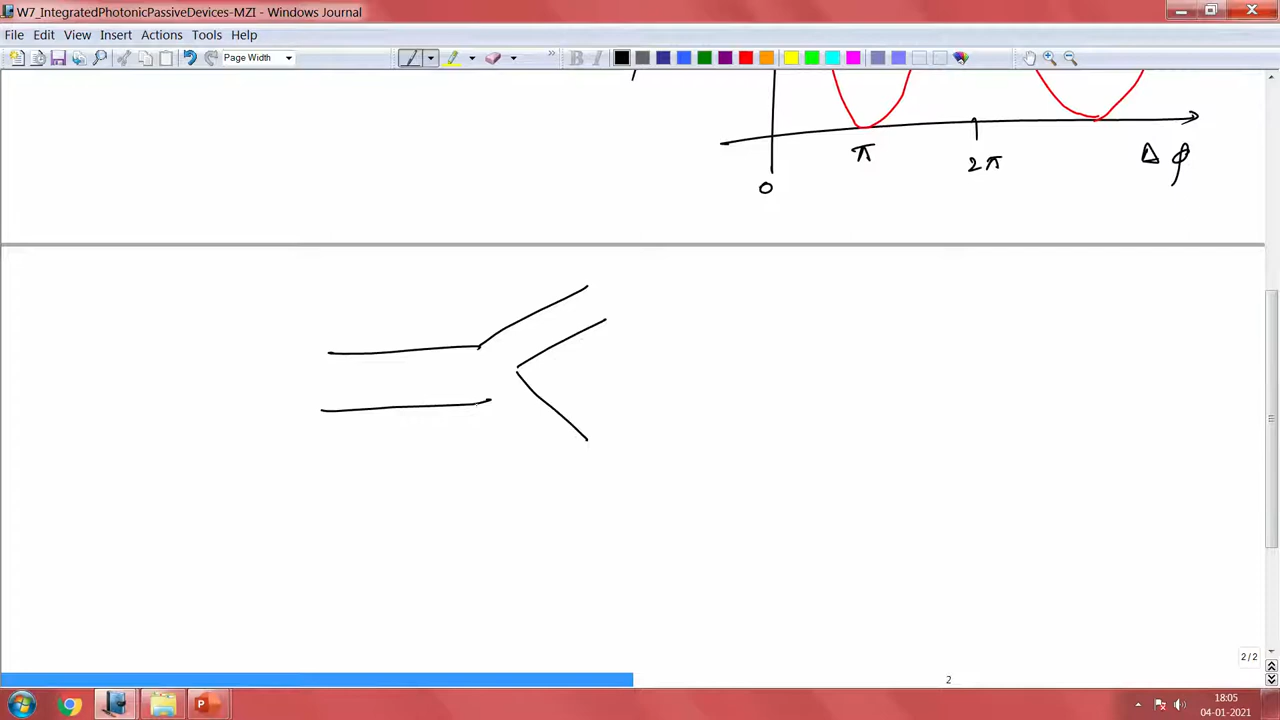 W7_IntegratedPhotonicPassiveDevices-MZI - Windows Journal
File Edit View Insert Actions Tools Help
Page Width
B I
π
2π
Δφ
0
2/2
2
18:05
04-01-2021